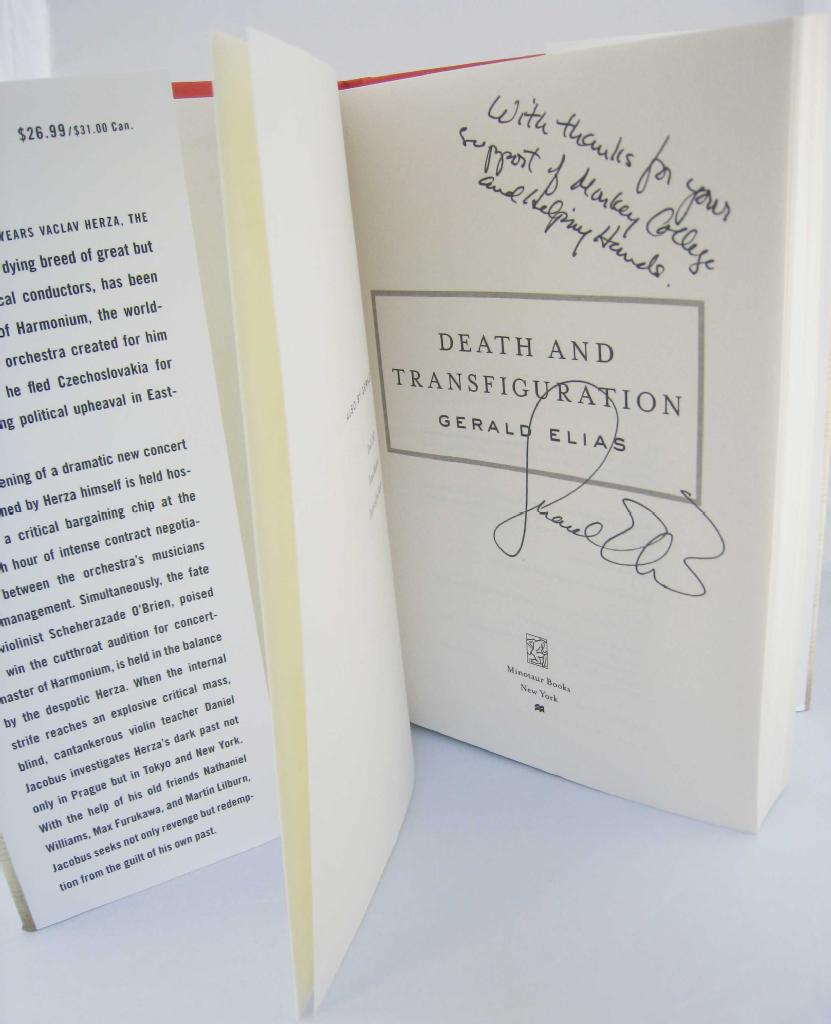 $26.99/$31.00 Can.
YEARS VACLAV HERZA, THE
dying breed of great but
cal conductors, has been
of Harmonium, the world-
orchestra created for him
he fled Czechoslovakia for
ng political upheaval in East-
ening of a dramatic new concert
ned by Herza himself is held hos-
a critical bargaining chip at the
h hour of intense contract negotia-
between the orchestra's musicians
management. Simultaneously, the fate
violinist Scheherazade O'Brien, poised
win the cutthroat audition for concert-
master of Harmonium, is held in the balance
by the despotic Herza. When the internal
strife reaches an explosive critical mass,
blind, cantankerous violin teacher Daniel
Jacobus investigates Herza's dark past not
only in Prague but in Tokyo and New York.
With the help of his old friends Nathaniel
Williams, Max Furukawa, and Martin Lilburn,
Jacobus seeks not only revenge but redemp-
tion from the guilt of his own past.
ALSO BY
With thanks for your
support of Markey College
and Helping Hands.
DEATH AND
TRANSFIGURATION
GERALD ELIAS
Gerald Elias
Minotaur Books
New York